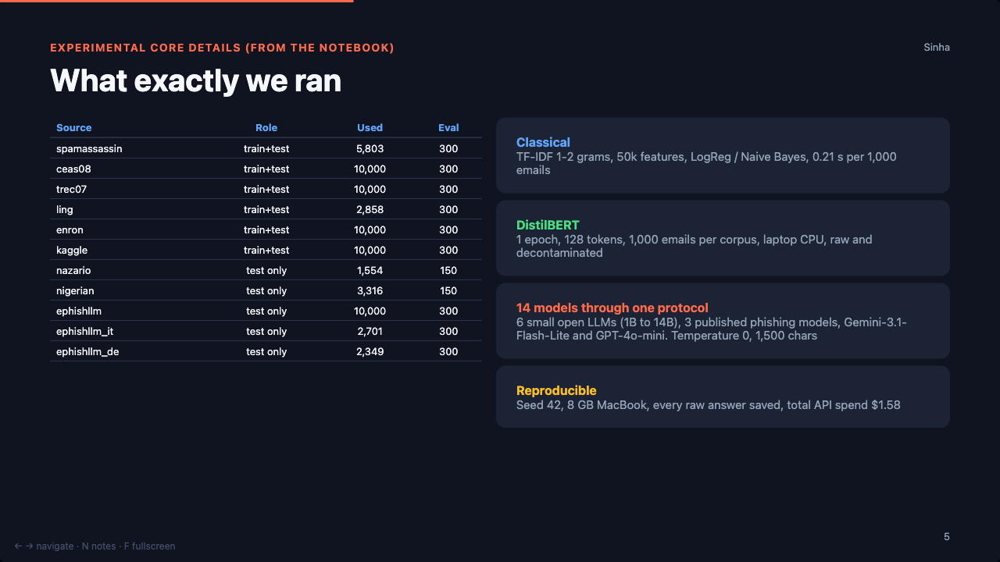 EXPERIMENTAL CORE DETAILS (FROM THE NOTEBOOK)
Sinha
What exactly we ran
Source Role Used Eval
spamassassin train+test 5,803 300
ceas08 train+test 10,000 300
trec07 train+test 10,000 300
ling train+test 2,858 300
enron train+test 10,000 300
kaggle train+test 10,000 300
nazario test only 1,554 150
nigerian test only 3,316 150
ephishllm test only 10,000 300
ephishllm_it test only 2,701 300
ephishllm_de test only 2,349 300
Classical
TF-IDF 1-2 grams, 50k features, LogReg / Naive Bayes, 0.21 s per 1,000
emails
DistilBERT
1 epoch, 128 tokens, 1,000 emails per corpus, laptop CPU, raw and
decontaminated
14 models through one protocol
6 small open LLMs (1B to 14B), 3 published phishing models, Gemini-3.1-
Flash-Lite and GPT-4o-mini. Temperature 0, 1,500 chars
Reproducible
Seed 42, 8 GB MacBook, every raw answer saved, total API spend $1.58
← → navigate · N notes · F fullscreen
5